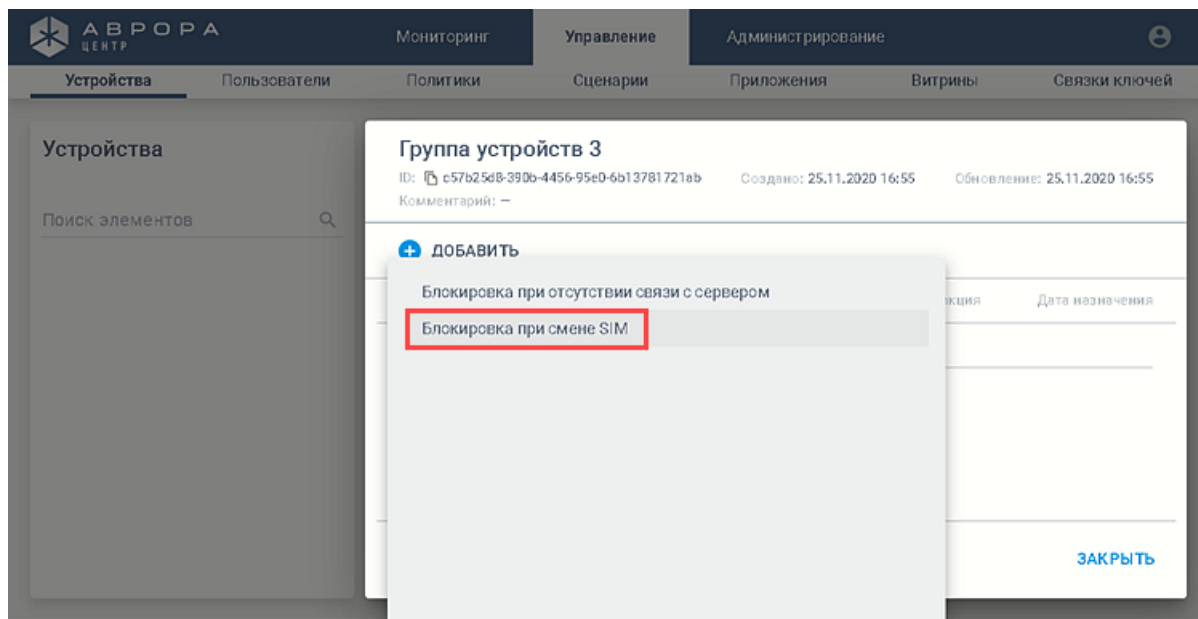 АВРОРА
ЦЕНТР
Мониторинг Управление Администрирование
Устройства Пользователи Политики Сценарии Приложения Витрины Связки ключей
Устройства
Поиск элементов
Группа устройств 3
ID: c57b25d8-390b-4456-95e0-6b13781721ab Создано: 25.11.2020 16:55 Обновление: 25.11.2020 16:55
Комментарий: —
ДОБАВИТЬ
Блокировка при отсутствии связи с сервером
Дата назначения
Блокировка при смене SIM
ЗАКРЫТЬ